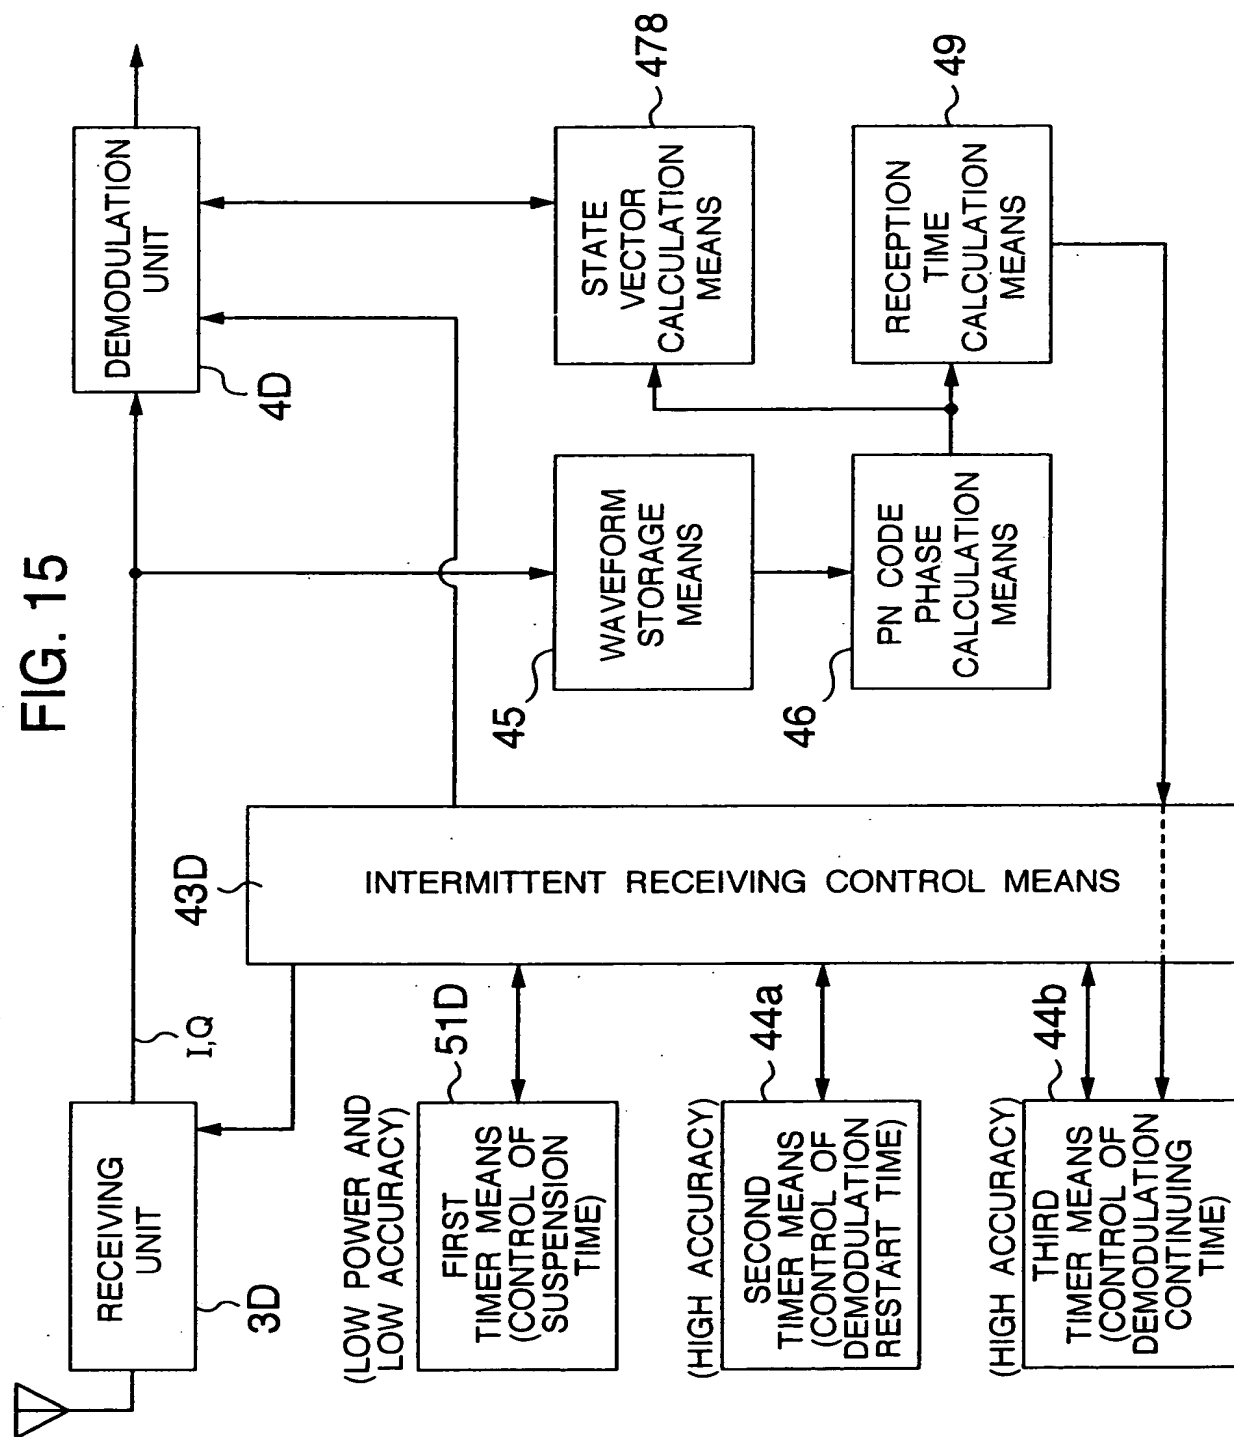 FIG. 15
RECEIVING
UNIT
3D
I,Q
DEMODULATION
UNIT
4D
43D
INTERMITTENT RECEIVING CONTROL MEANS
(LOW POWER AND
LOW ACCURACY)
51D
FIRST
TIMER MEANS
(CONTROL OF
SUSPENSION
TIME)
(HIGH ACCURACY)
44a
SECOND
TIMER MEANS
(CONTROL OF
DEMODULATION
RESTART TIME)
(HIGH ACCURACY)
44b
THIRD
TIMER MEANS
(CONTROL OF
DEMODULATION
CONTINUING
TIME)
45
WAVEFORM
STORAGE
MEANS
46
PN CODE
PHASE
CALCULATION
MEANS
478
STATE
VECTOR
CALCULATION
MEANS
49
RECEPTION
TIME
CALCULATION
MEANS